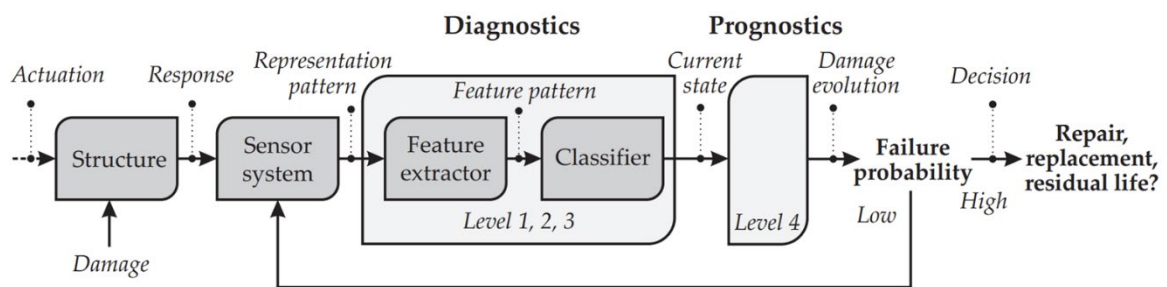 Diagnostics
Prognostics
Actuation
Response
Representation
pattern
Feature pattern
Current
state
Damage
evolution
Decision
Structure
Sensor
system
Feature
extractor
Classifier
Level 1, 2, 3
Level 4
Failure
probability
Low
High
Repair,
replacement,
residual life?
Damage